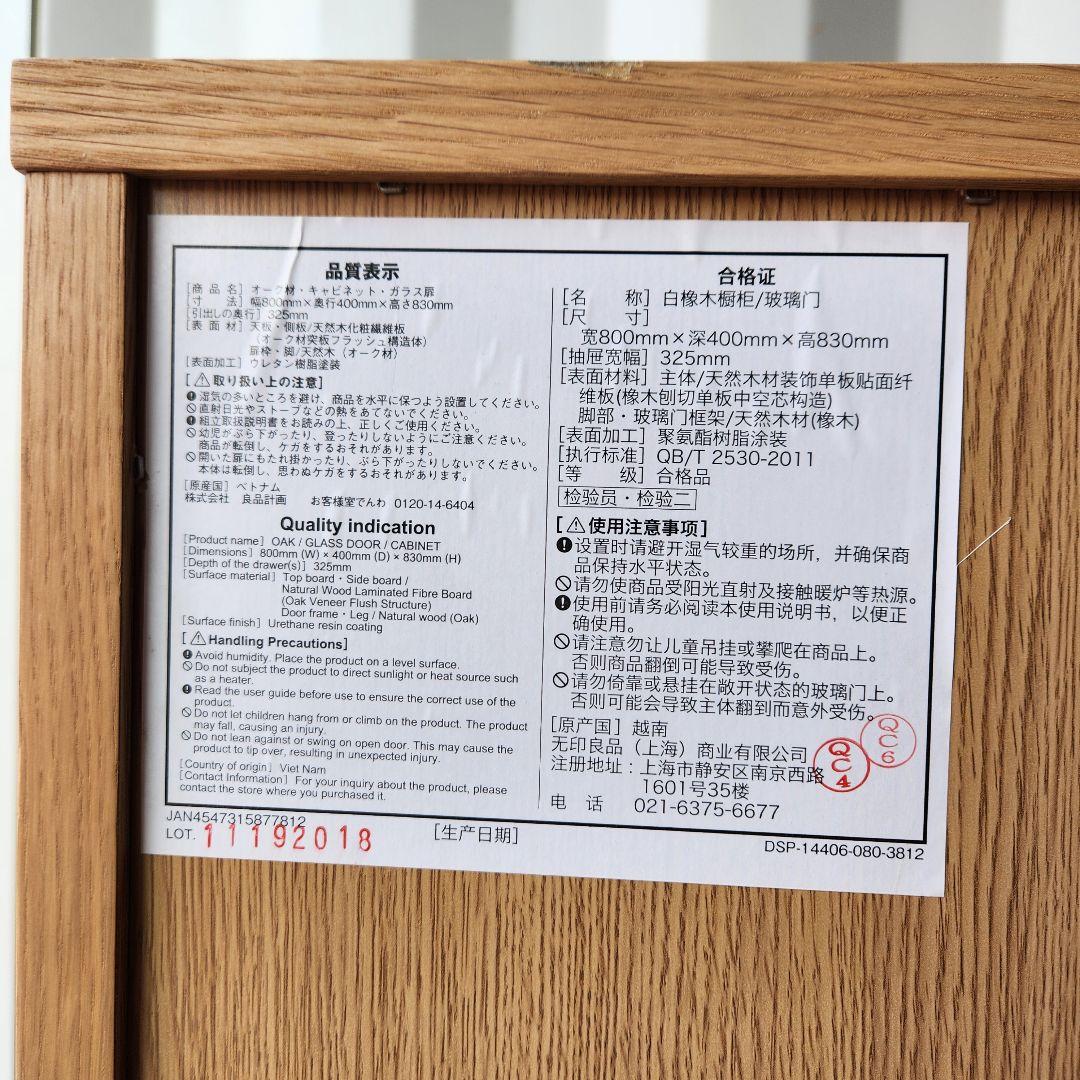 品質表示
[商品名] オーク材・キャビネット・ガラス扉
[寸法] 幅800mm×奥行400mm×高さ830mm
[引出しの奥行] 325mm
[表面材] 天板・側板/天然木化粧繊維板
(オーク材突板フラッシュ構造体)
扉枠・脚/天然木(オーク材)
[表面加工] ウレタン樹脂塗装
[⚠取り扱い上の注意]
湿気の多いところを避け、商品を水平に保つよう設置してください。
直射日光やストーブなどの熱をあてないでください。
組立取扱説明書をお読みの上、正しくご使用ください。
幼児がぶら下がったり、登ったりしないようにご注意ください。
商品が転倒し、ケガをするおそれがあります。
開いた扉にもたれ掛かったり、ぶら下がったりしないでください。
本体は転倒し、思わぬケガをするおそれがあります。
[原産国] ベトナム
株式会社 良品計画 お客様室でんわ 0120-14-6404
Quality indication
[Product name] OAK / GLASS DOOR / CABINET
[Dimensions] 800mm (W) × 400mm (D) × 830mm (H)
[Depth of the drawer(s)] 325mm
[Surface material] Top board・Side board /
Natural Wood Laminated Fibre Board
(Oak Veneer Flush Structure)
Door frame・Leg / Natural wood (Oak)
[Surface finish] Urethane resin coating
[⚠Handling Precautions]
Avoid humidity. Place the product on a level surface.
Do not subject the product to direct sunlight or heat source such
as a heater.
Read the user guide before use to ensure the correct use of the
product.
Do not let children hang from or climb on the product. The product
may fall, causing an injury.
Do not lean against or swing on open door. This may cause the
product to tip over, resulting in unexpected injury.
[Country of origin] Viet Nam
[Contact Information] For your inquiry about the product, please
contact the store where you purchased it.
合格证
[名称] 白橡木橱柜/玻璃门
[尺寸]
宽800mm×深400mm×高830mm
[抽屉宽幅] 325mm
[表面材料] 主体/天然木材装饰单板贴面纤
维板(橡木刨切单板中空芯构造)
脚部・玻璃门框架/天然木材(橡木)
[表面加工] 聚氨酯树脂涂装
[执行标准] QB/T 2530-2011
[等级] 合格品
检验员・检验二
[⚠使用注意事项]
设置时请避开湿气较重的场所，并确保商
品保持水平状态。
请勿使商品受阳光直射及接触暖炉等热源。
使用前请务必阅读本使用说明书，以便正
确使用。
请注意勿让儿童吊挂或攀爬在商品上。
否则商品翻倒可能导致受伤。
请勿倚靠或悬挂在敞开状态的玻璃门上。
否则可能会导致主体翻倒而意外受伤。
[原产国] 越南
无印良品（上海）商业有限公司
注册地址：上海市静安区南京西路
1601号35楼
电话 021-6375-6677
QC4
QC6
JAN4547315877812
LOT. 11192018 [生产日期]
DSP-14406-080-3812